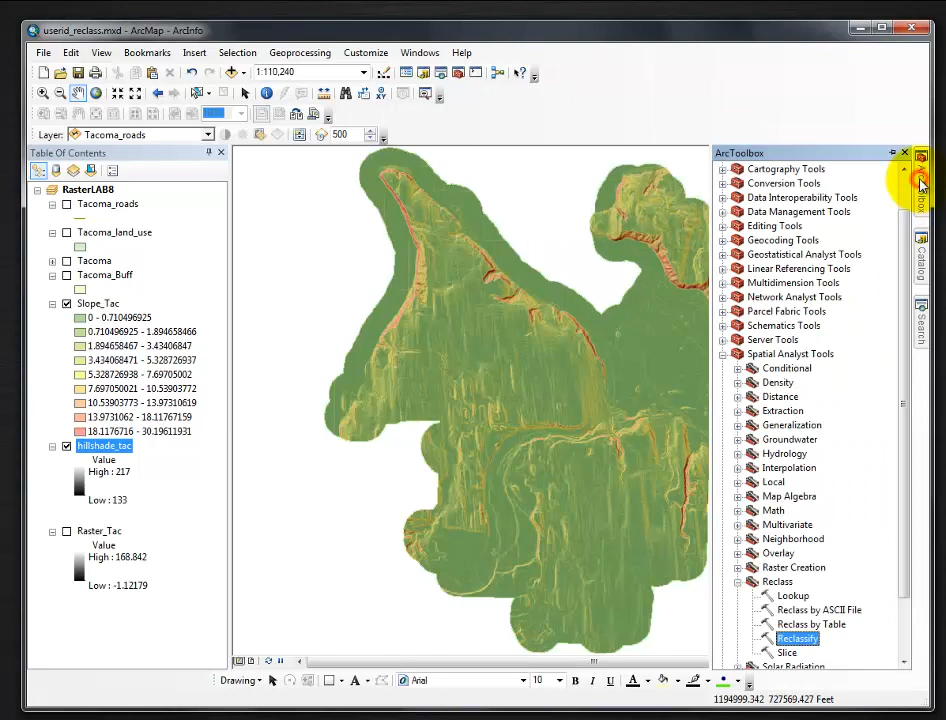 userid_reclass.mxd - ArcMap - ArcInfo
File Edit View Bookmarks Insert Selection Geoprocessing Customize Windows Help
1:110,240
Layer: Tacoma_roads
500
Table Of Contents
RasterLAB8
Tacoma_roads
Tacoma_land_use
Tacoma
Tacoma_Buff
Slope_Tac
0 - 0.710496925
0.710496925 - 1.894658466
1.894658467 - 3.4340684
3.434068471 - 5.328726937
5.328726938 - 7.69705002
7.697050021 - 10.53903772
10.53903773 - 13.9731061
13.9731062 - 18.11767159
18.1176716 - 30.19611931
hillshade_tac
Value
High : 217
Low : 133
Raster_Tac
Value
High : 168.842
Low : -1.12179
ArcToolbox
Cartography Tools
Conversion Tools
Data Interoperability Tools
Data Management Tools
Editing Tools
Geocoding Tools
Geostatistical Analyst Tools
Linear Referencing Tools
Multidimension Tools
Network Analyst Tools
Parcel Fabric Tools
Schematics Tools
Server Tools
Spatial Analyst Tools
Conditional
Density
Distance
Extraction
Generalization
Groundwater
Hydrology
Interpolation
Local
Map Algebra
Math
Multivariate
Neighborhood
Overlay
Raster Creation
Reclass
Lookup
Reclass by ASCII File
Reclass by Table
Reclassify
Slice
Solar Radiation
Catalog
Search
Drawing
Arial
10
B I U A
1194999.342 727569.427 Feet